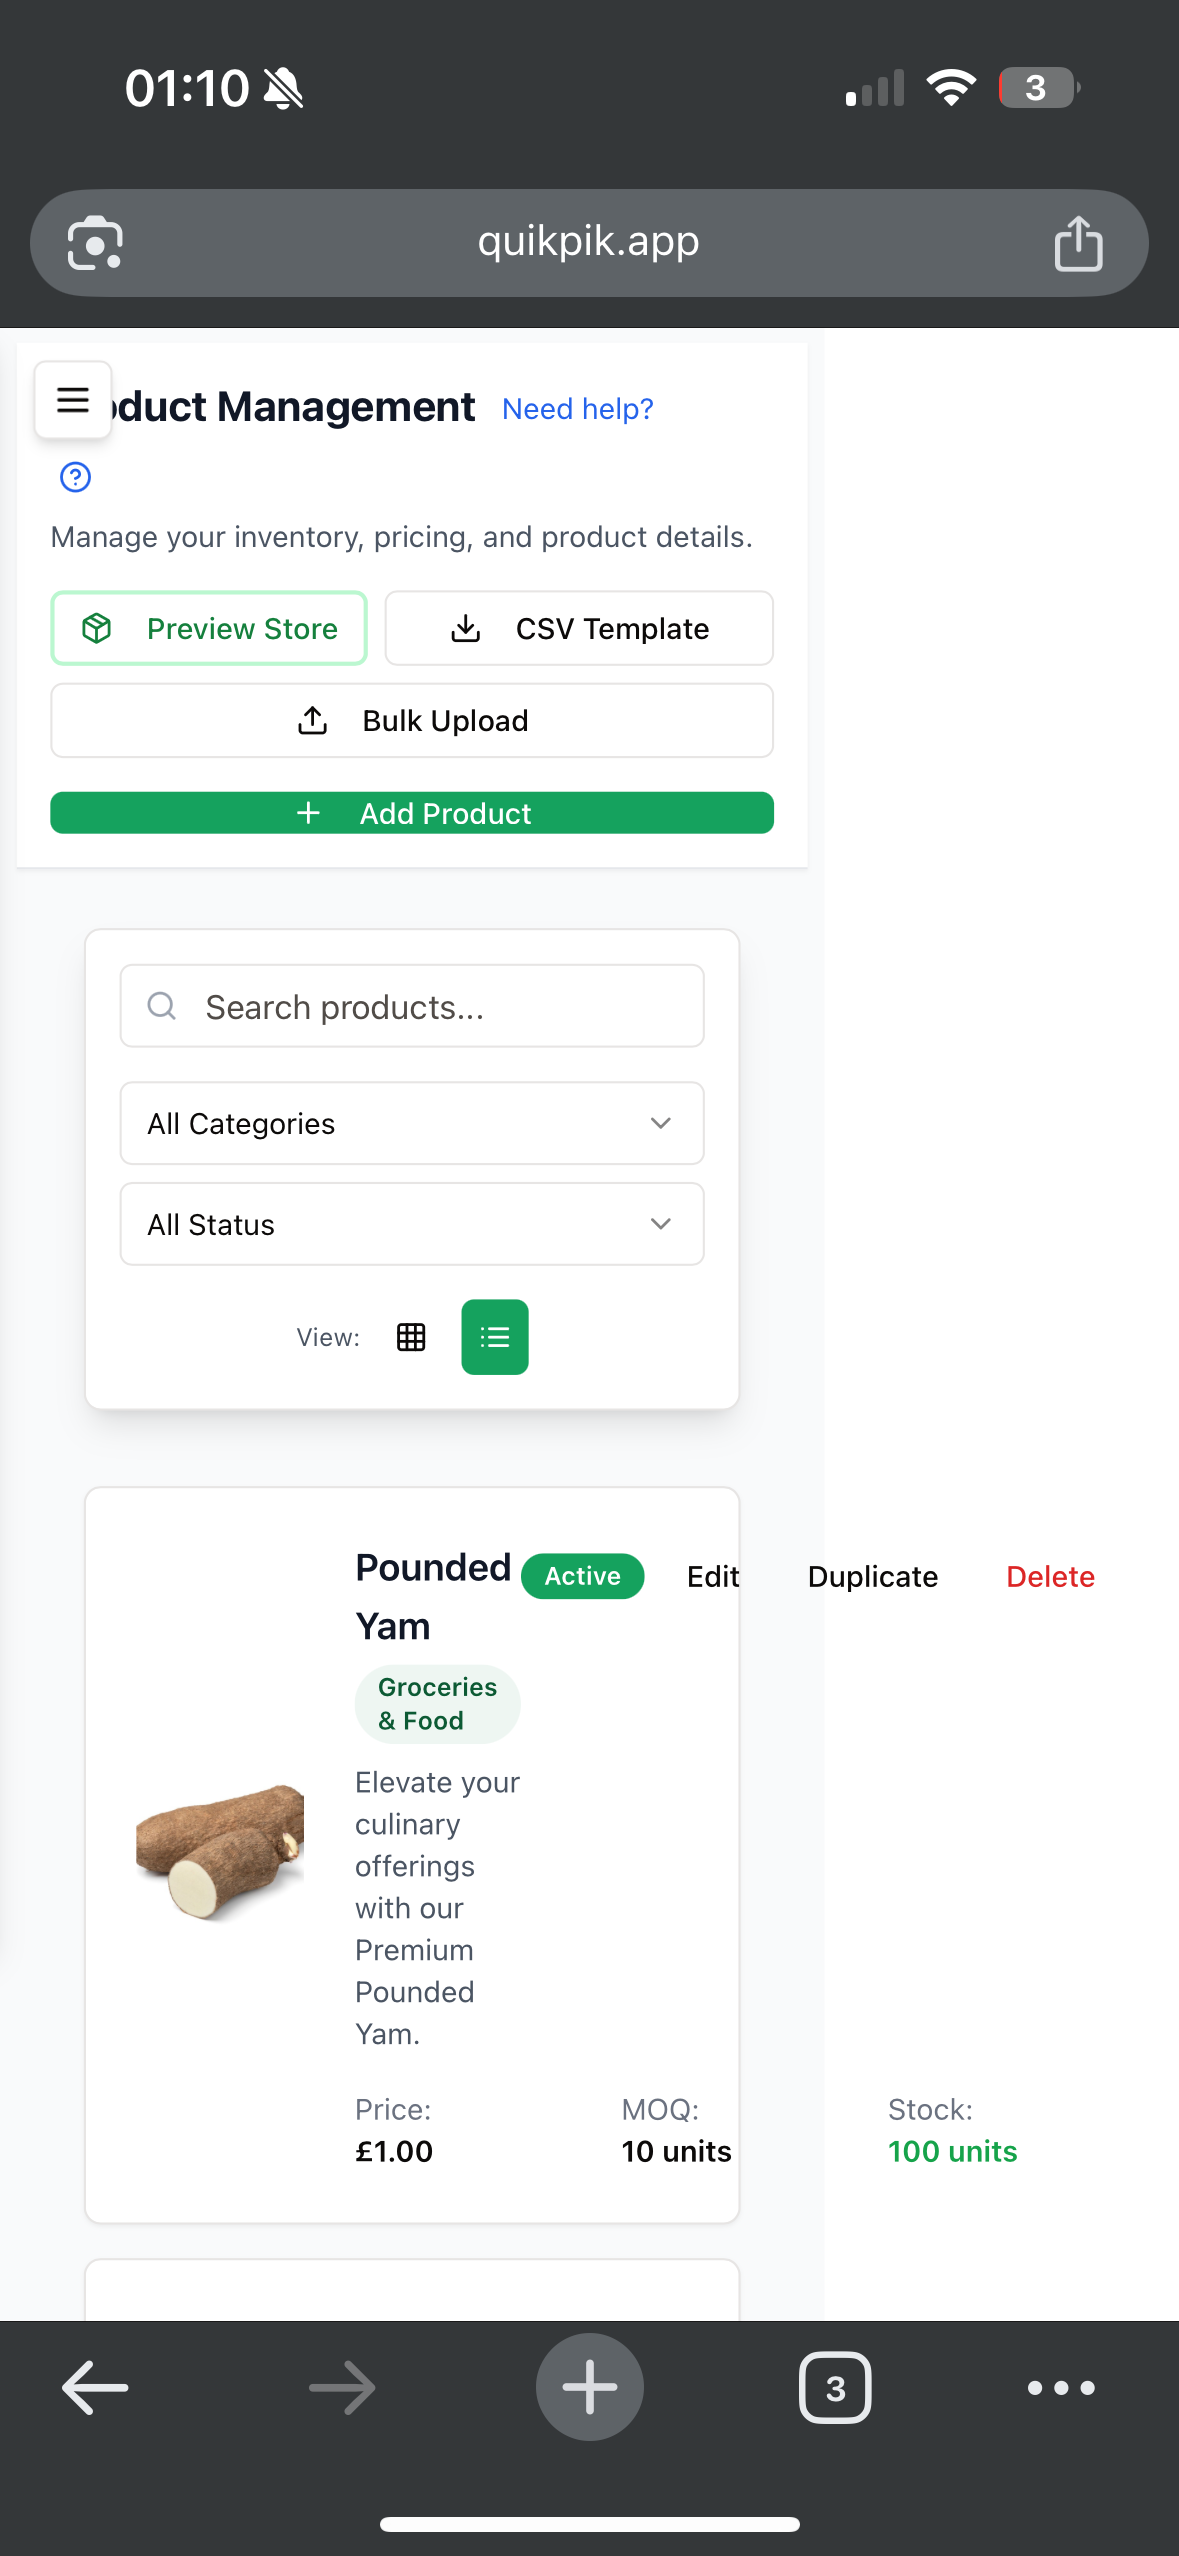 01:10
3
quikpik.app
duct Management Need help?
Manage your inventory, pricing, and product details.
Preview Store
CSV Template
Bulk Upload
Add Product
Search products...
All Categories
All Status
View:
Pounded Yam
Active
Edit
Duplicate
Delete
Groceries
& Food
Elevate your
culinary
offerings
with our
Premium
Pounded
Yam.
Price:
MOQ:
Stock:
£1.00
10 units
100 units
3